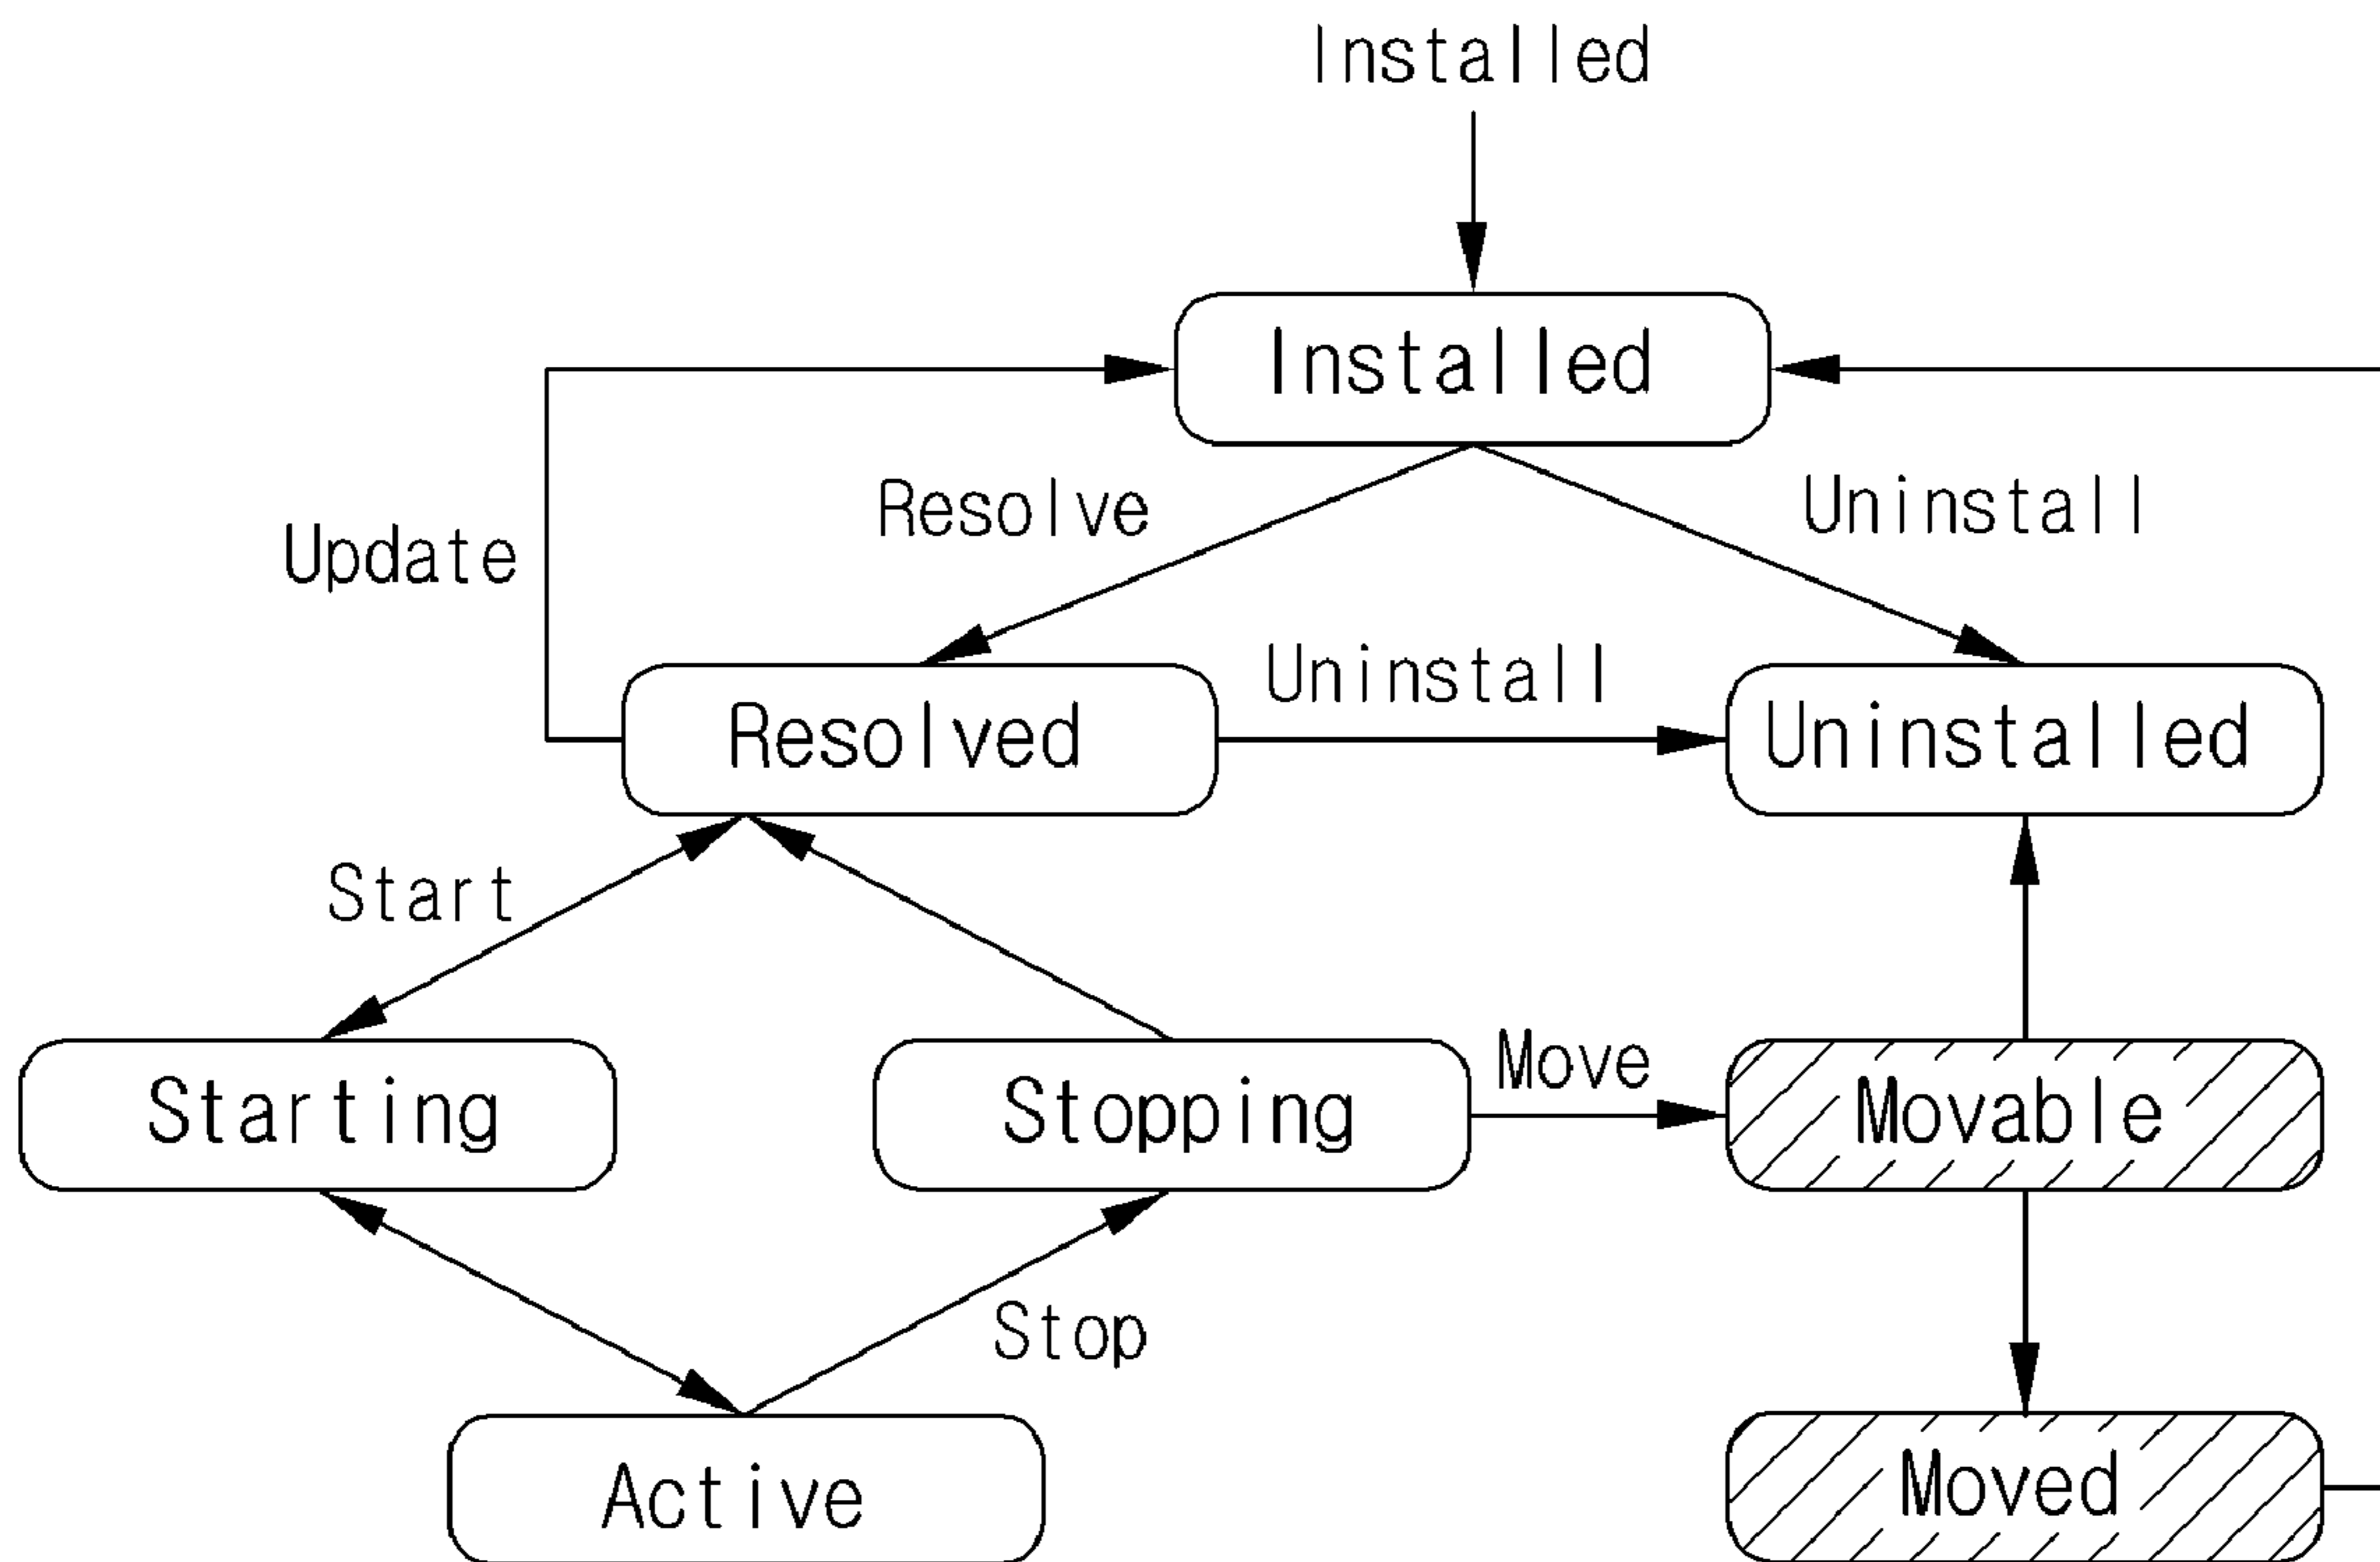 Installed
Installed
Resolve
Uninstall
Update
Uninstall
Resolved
Uninstalled
Start
Move
Starting
Stopping
Movable
Stop
Active
Moved